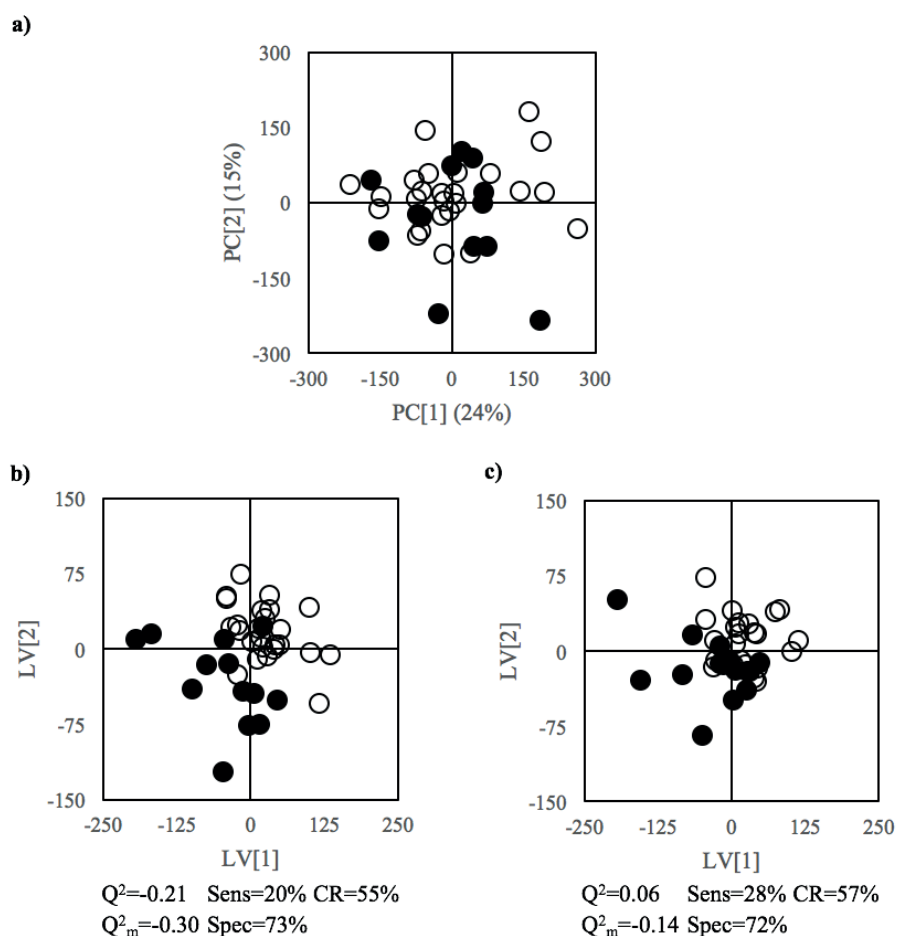 a)
300
150
0
-150
-300
PC[2] (15%)
-300 -150 0 150 300
PC[1] (24%)
b)
150
75
0
-75
-150
LV[2]
-250 -125 0 125 250
LV[1]
Q²=-0.21 Sens=20% CR=55%
Q²m=-0.30 Spec=73%
c)
150
75
0
-75
-150
LV[2]
-250 -125 0 125 250
LV[1]
Q²=0.06 Sens=28% CR=57%
Q²m=-0.14 Spec=72%